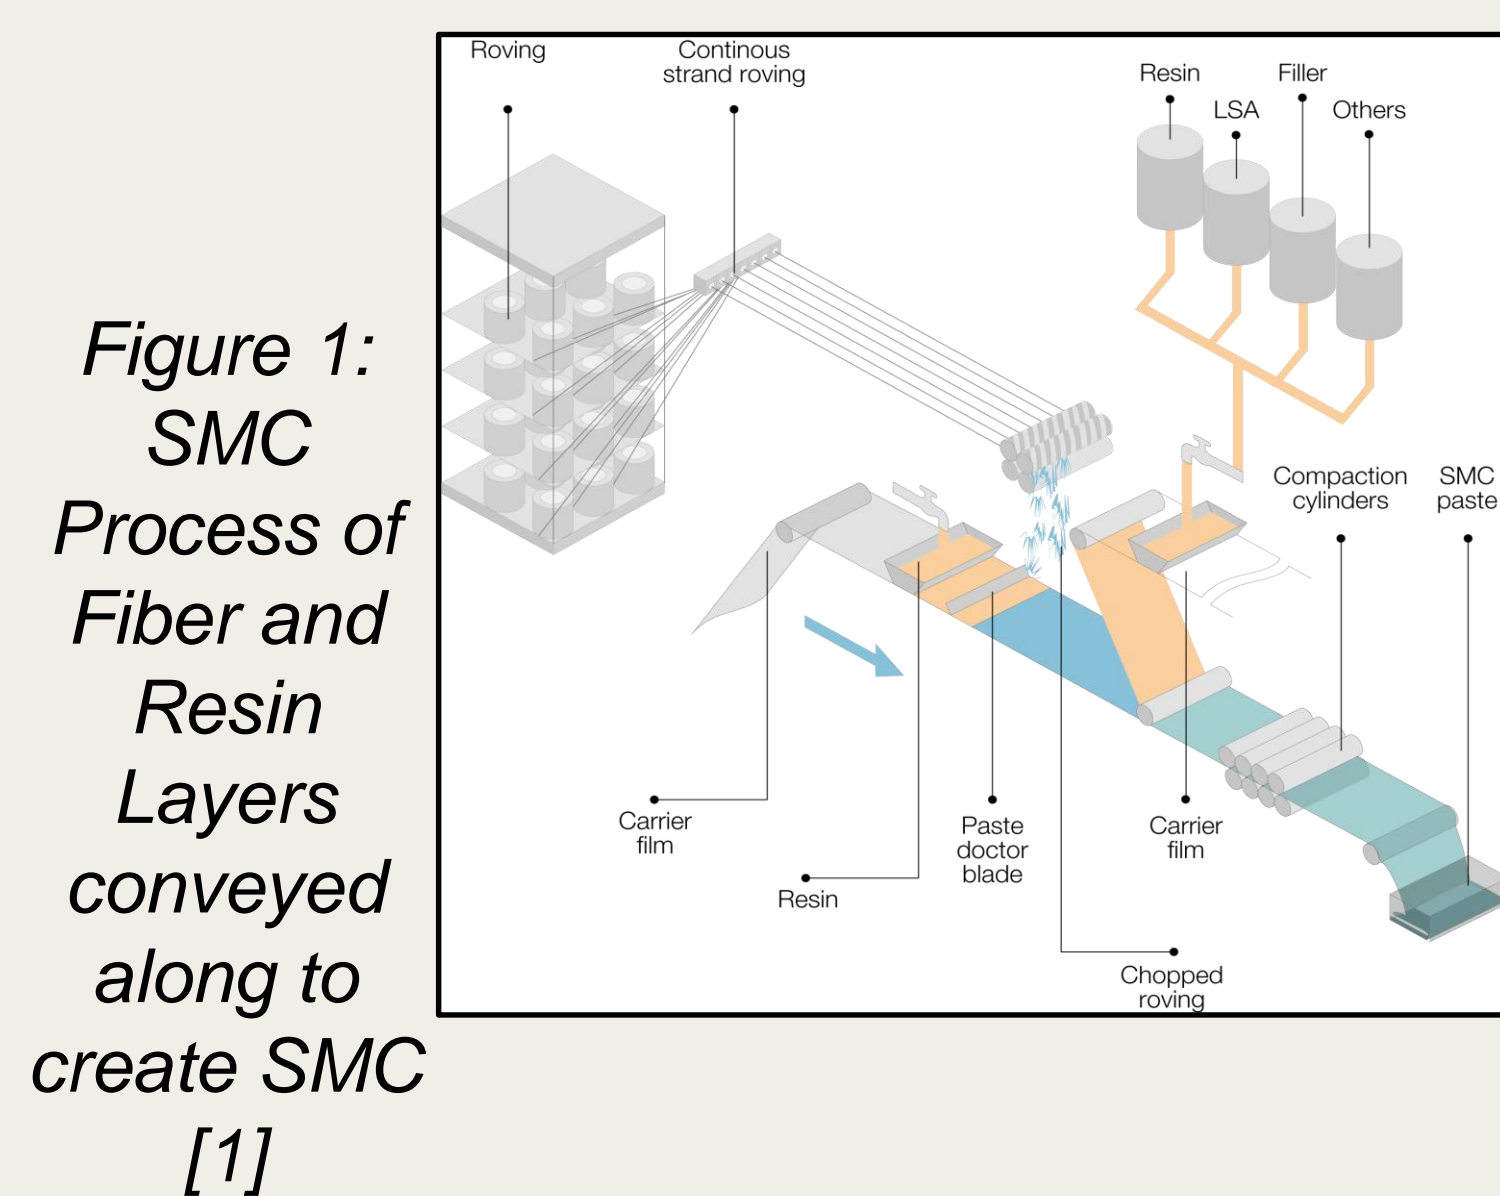 Figure 1:
SMC
Process of
Fiber and
Resin
Layers
conveyed
along to
create SMC
[1]
Roving
Continous
strand roving
Resin
LSA
Filler
Others
Compaction
cylinders
SMC
paste
Carrier
film
Resin
Paste
doctor
blade
Carrier
film
Chopped
roving